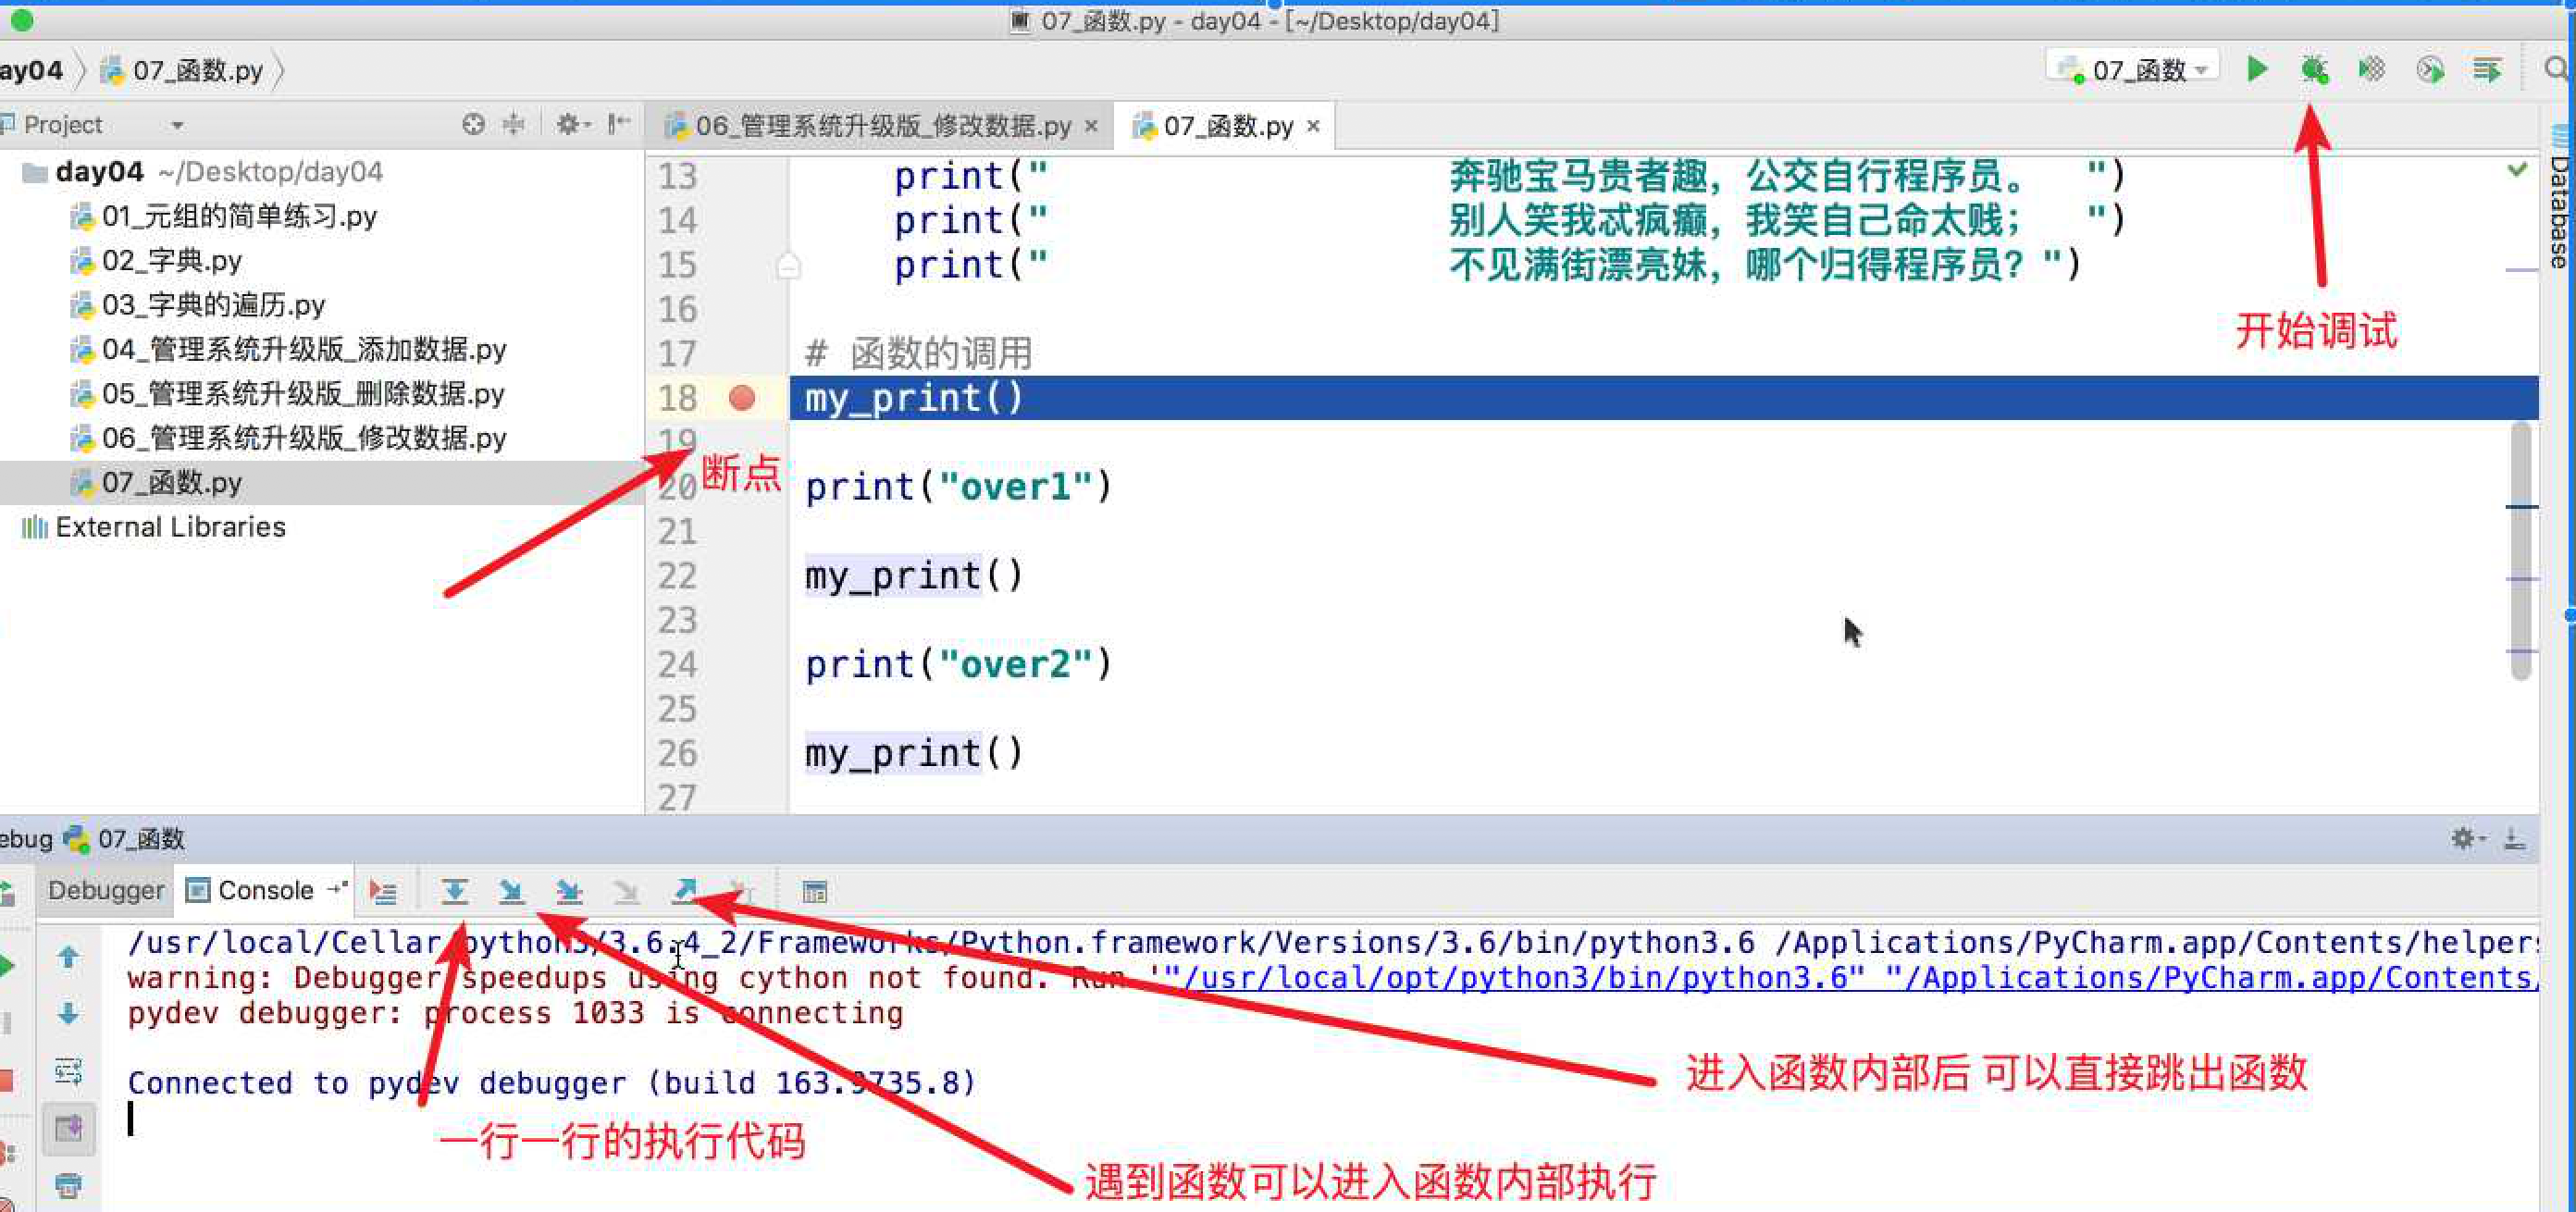 07_函数.py - day04 - [~/Desktop/day04]
ay04 07_函数.py
07_函数
Project
06_管理系统升级版_修改数据.py × 07_函数.py ×
day04 ~/Desktop/day04
01_元组的简单练习.py
02_字典.py
03_字典的遍历.py
04_管理系统升级版_添加数据.py
05_管理系统升级版_删除数据.py
06_管理系统升级版_修改数据.py
07_函数.py
External Libraries
13 print(" 奔驰宝马贵者趣，公交自行程序员。 ")
14 print(" 别人笑我忒疯癫，我笑自己命太贱； ")
15 print(" 不见满街漂亮妹，哪个归得程序员？")
16
17 # 函数的调用
18 my_print()
19
20 print("over1")
21
22 my_print()
23
24 print("over2")
25
26 my_print()
27
断点
开始调试
Database
ebug 07_函数
Debugger Console
/usr/local/Cellar/python3/3.6.4_2/Frameworks/Python.framework/Versions/3.6/bin/python3.6 /Applications/PyCharm.app/Contents/helpers
warning: Debugger speedups using cython not found. Run '"/usr/local/opt/python3/bin/python3.6" "/Applications/PyCharm.app/Contents/
pydev debugger: process 1033 is connecting
Connected to pydev debugger (build 163.9735.8)
进入函数内部后 可以直接跳出函数
一行一行的执行代码
遇到函数可以进入函数内部执行